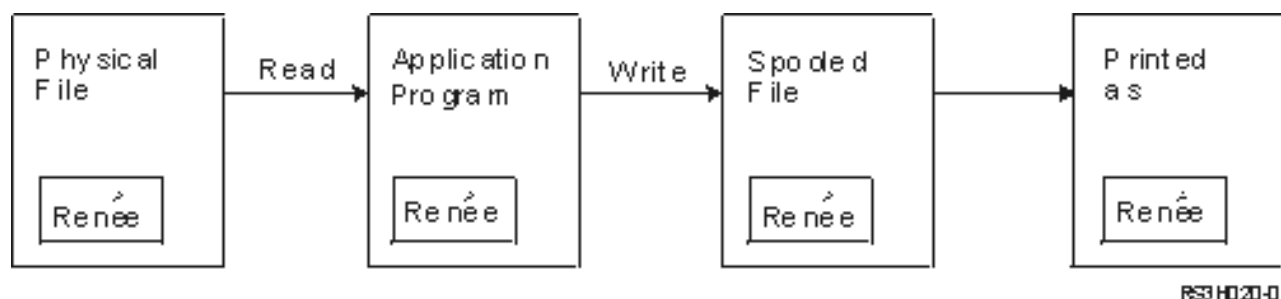 Physical
File
Renée
Read
Application
Program
Renée
Write
Spooled
File
Renée
Printed
as
Renée
RS3H020-0